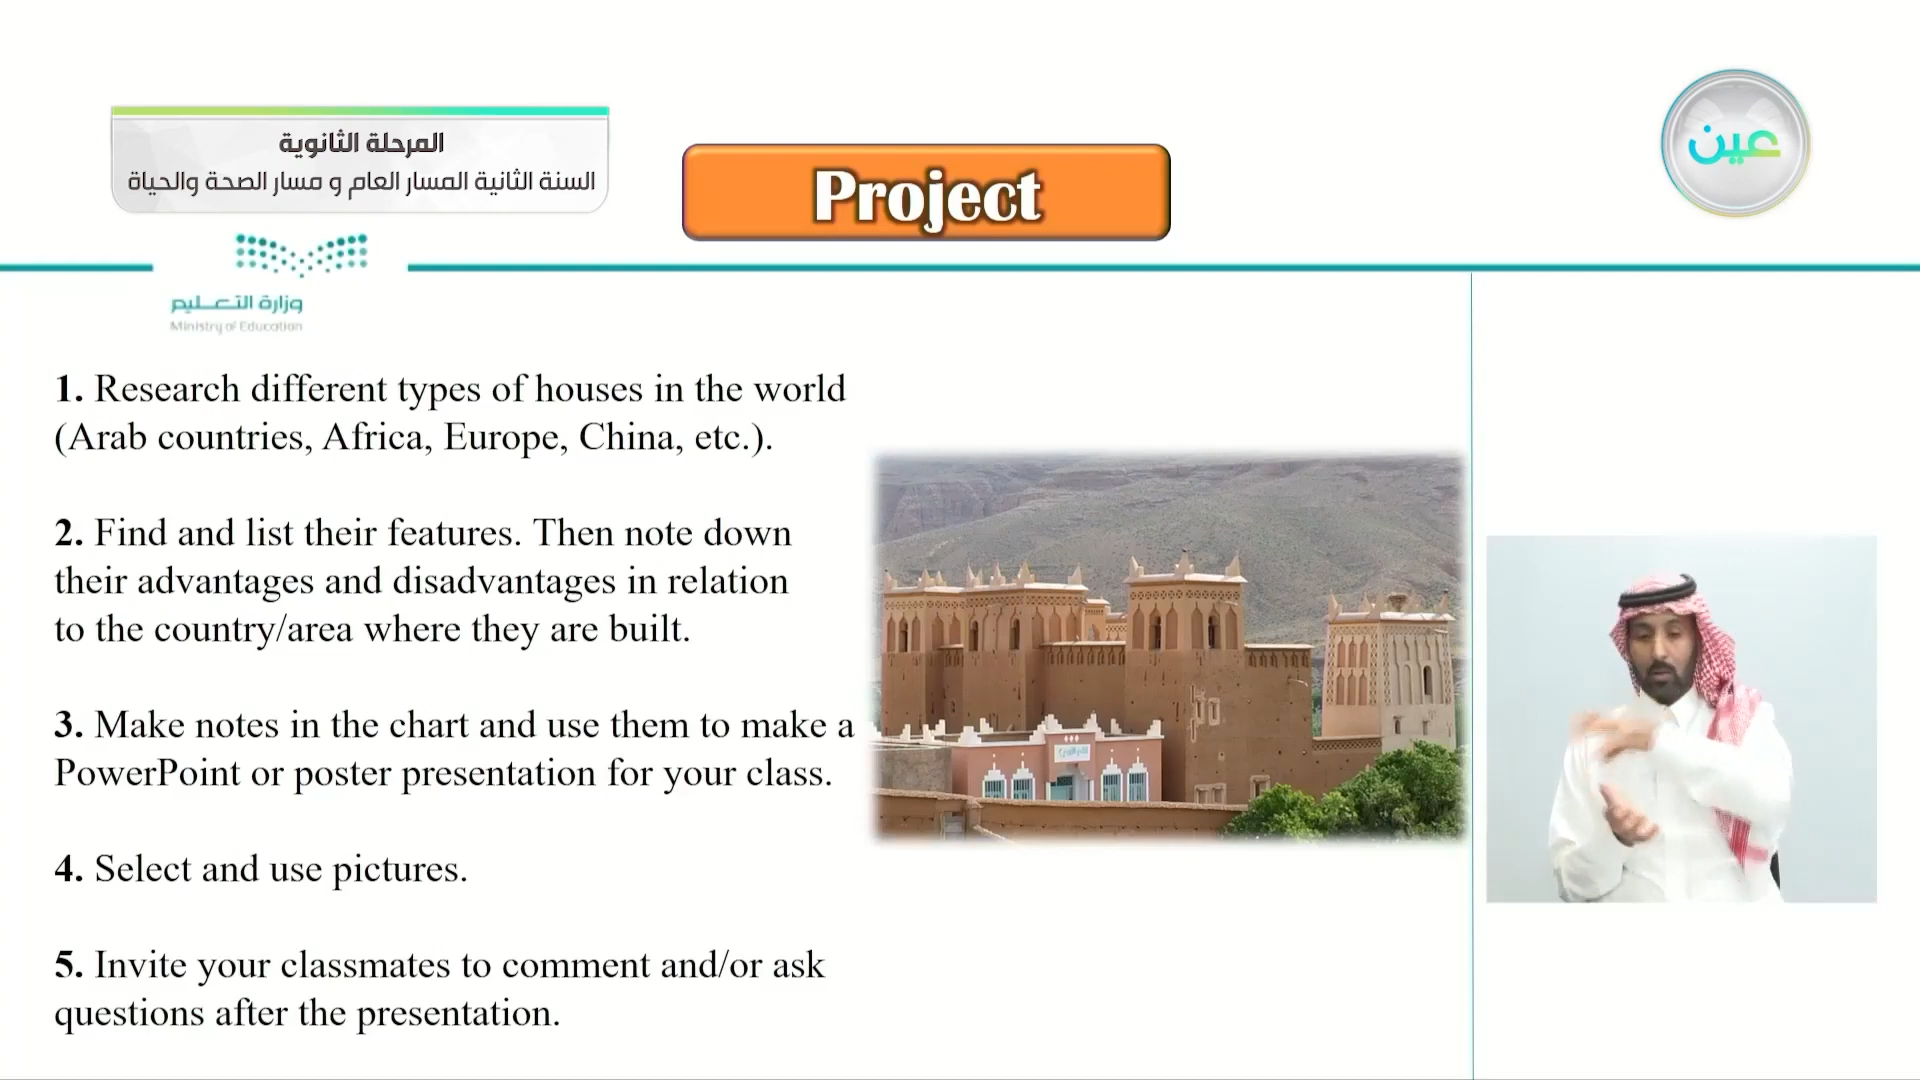 المرحلة الثانوية
السنة الثانية المسار العام و مسار الصحة والحياة
Project
عين
وزارة التعليم
Ministry of Education
1. Research different types of houses in the world
(Arab countries, Africa, Europe, China, etc.).
2. Find and list their features. Then note down
their advantages and disadvantages in relation
to the country/area where they are built.
3. Make notes in the chart and use them to make a
PowerPoint or poster presentation for your class.
4. Select and use pictures.
5. Invite your classmates to comment and/or ask
questions after the presentation.